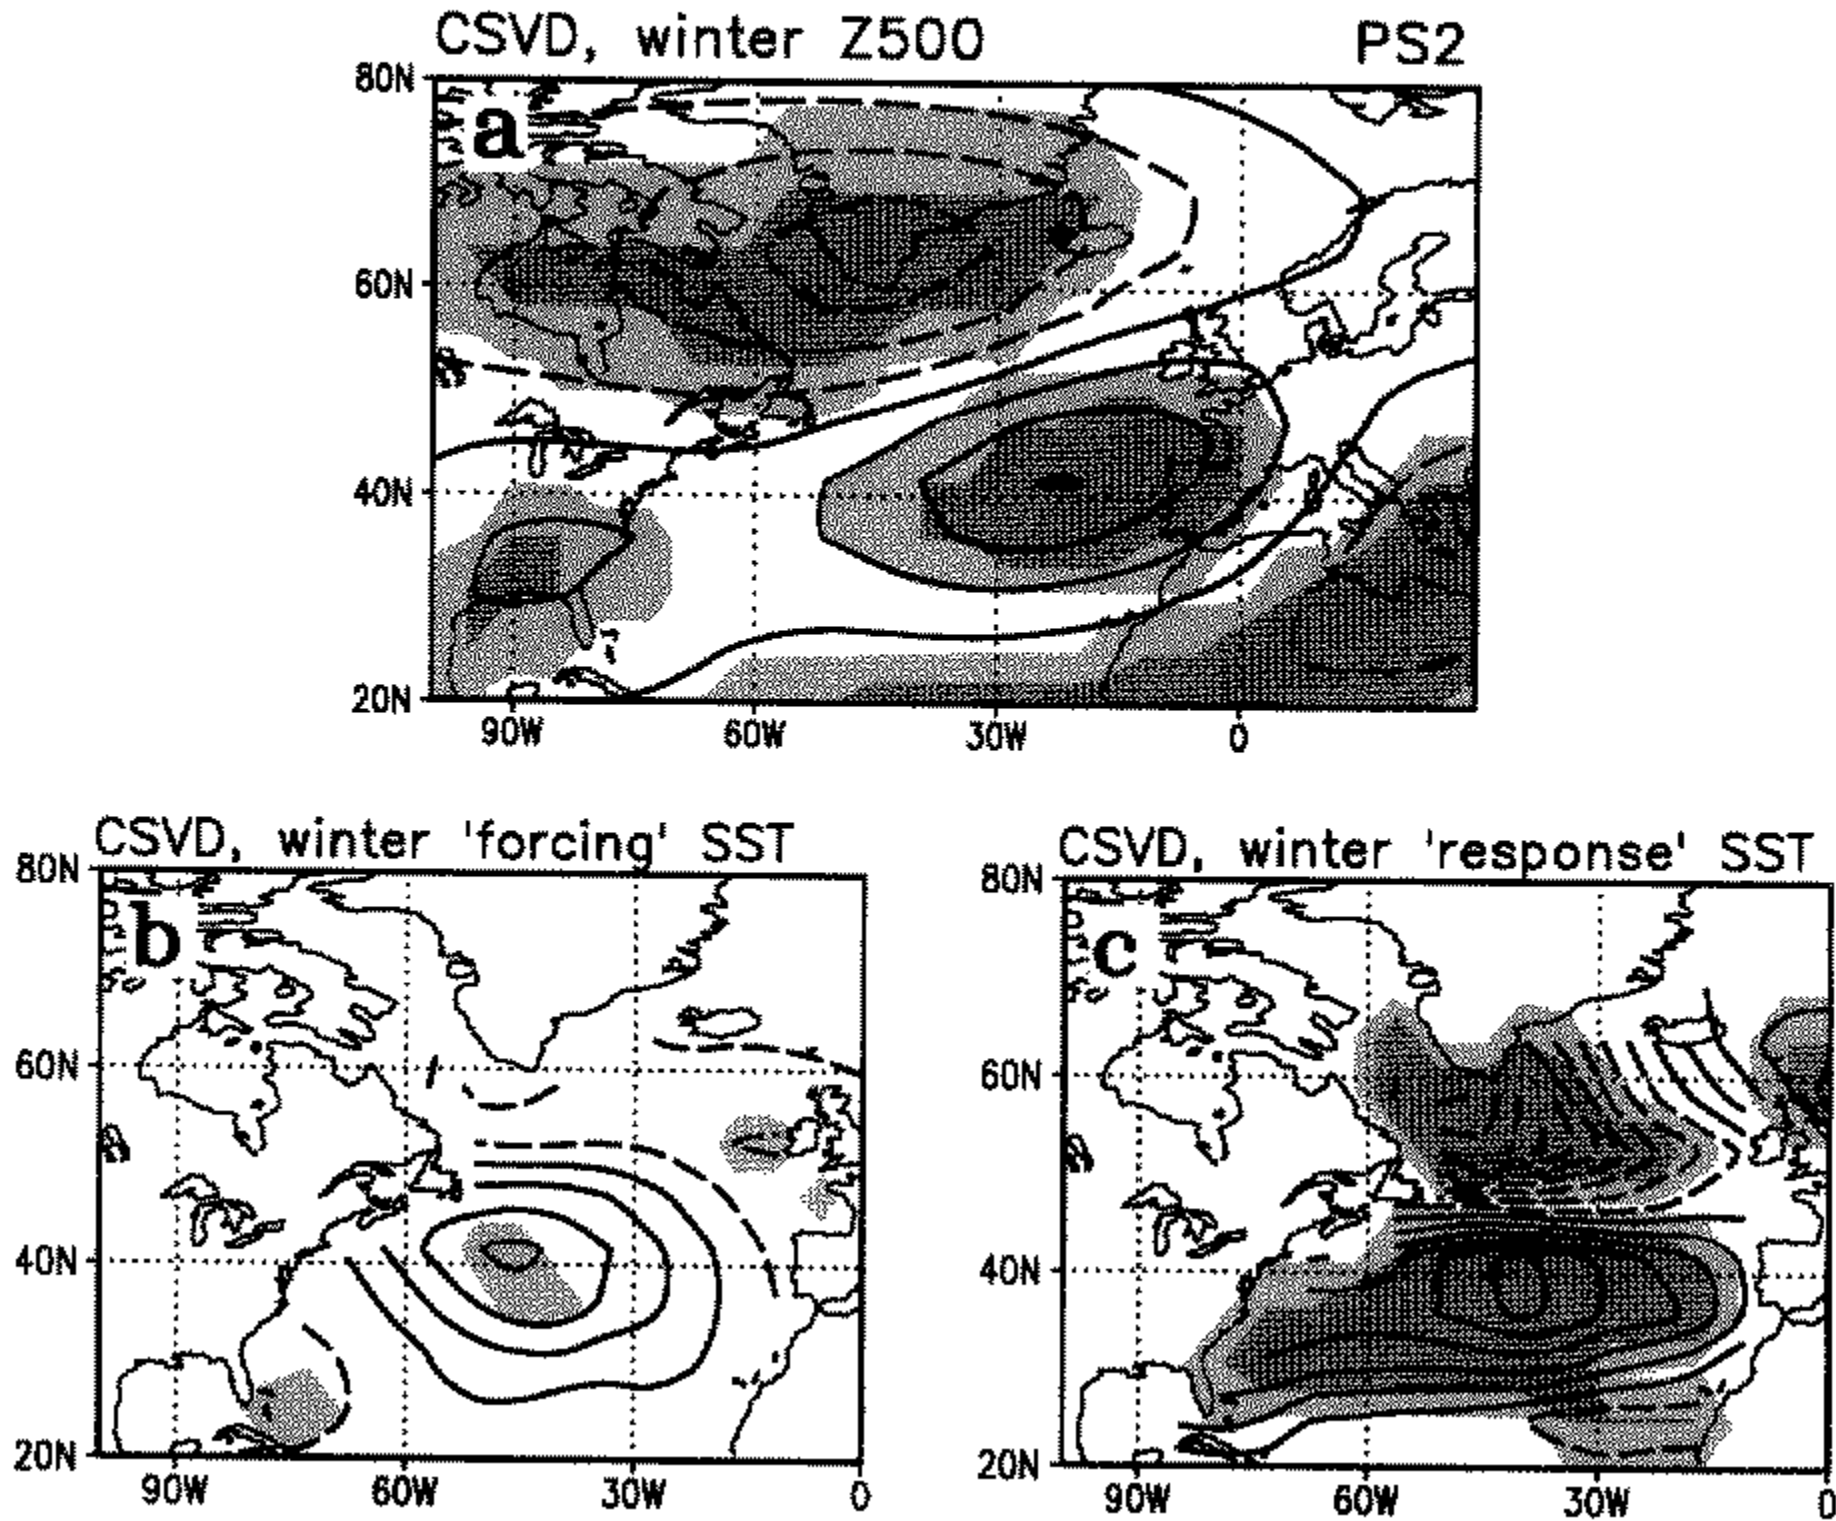 CSVD, winter Z500 PS2
80N
a
60N
40N
20N
90W 60W 30W 0
CSVD, winter 'forcing' SST
80N
b
60N
40N
20N
90W 60W 30W 0
CSVD, winter 'response' SST
80N
c
60N
40N
20N
90W 60W 30W 0